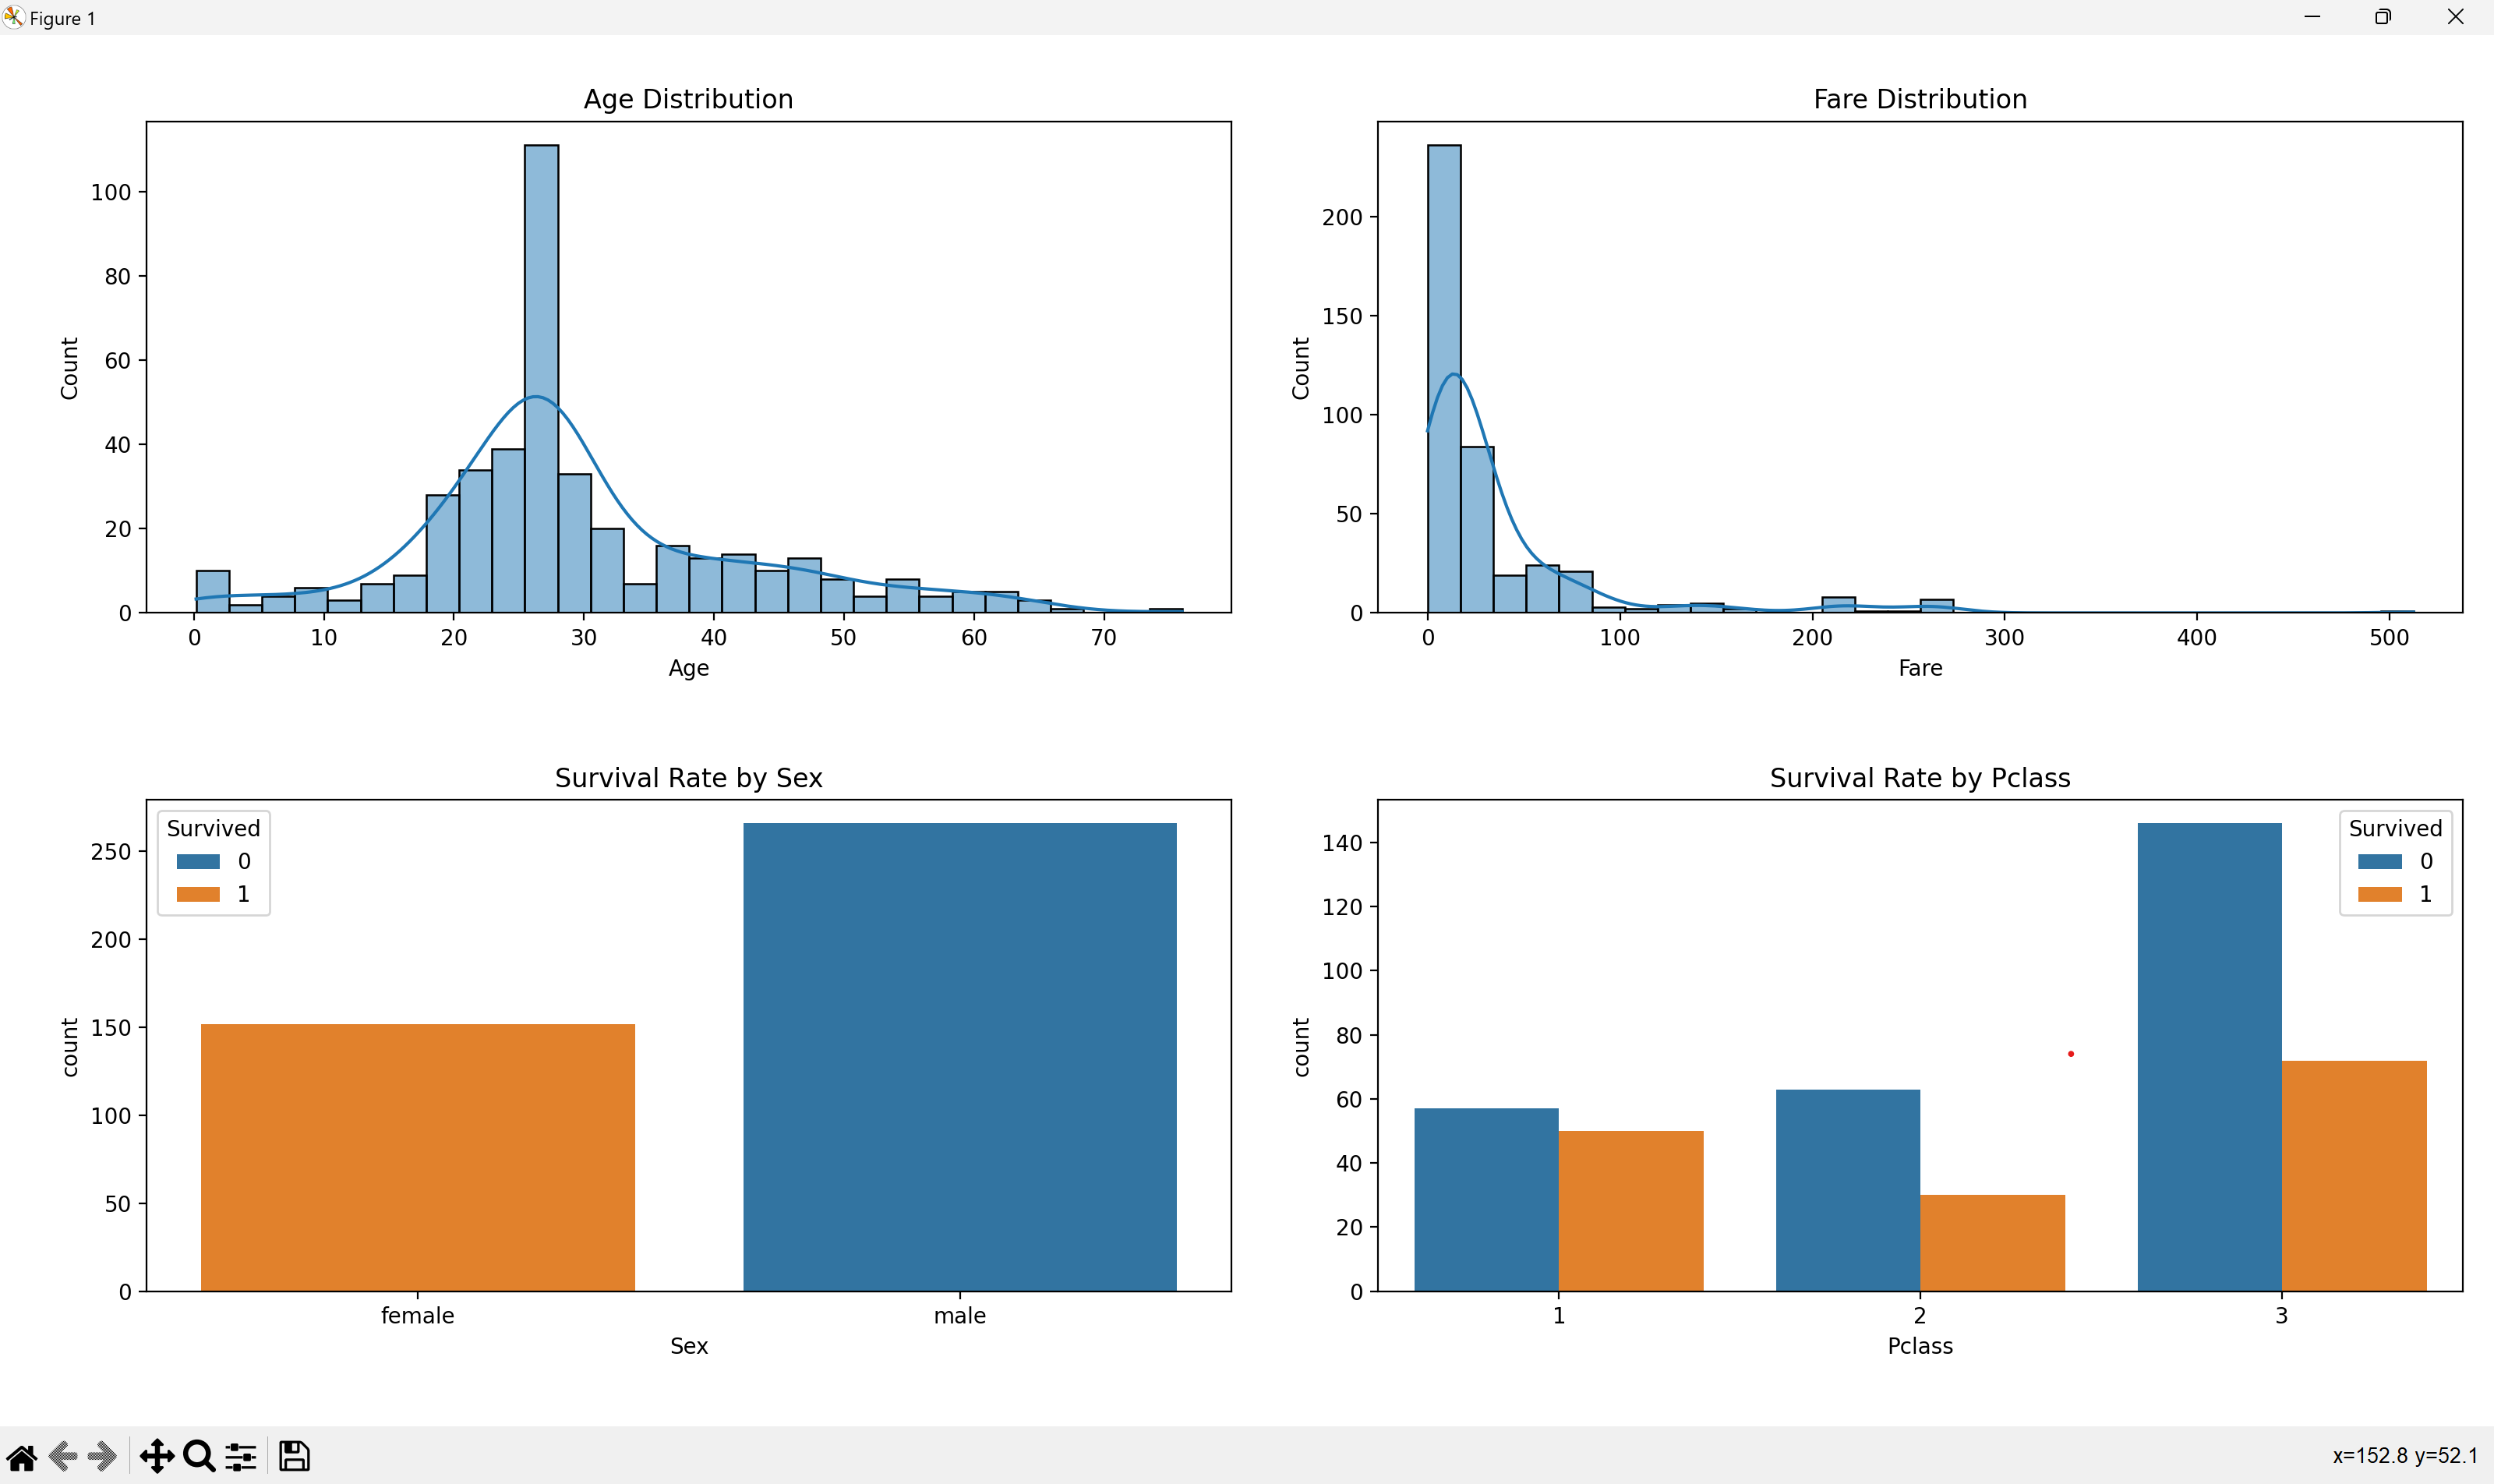 Figure 1
Age Distribution
Count
100
80
60
40
20
0
0 10 20 30 40 50 60 70
Age
Fare Distribution
Count
200
150
100
50
0
0 100 200 300 400 500
Fare
Survival Rate by Sex
Survived
0
1
count
250
200
150
100
50
0
female male
Sex
Survival Rate by Pclass
Survived
0
1
count
140
120
100
80
60
40
20
0
1 2 3
Pclass
x=152.8 y=52.1